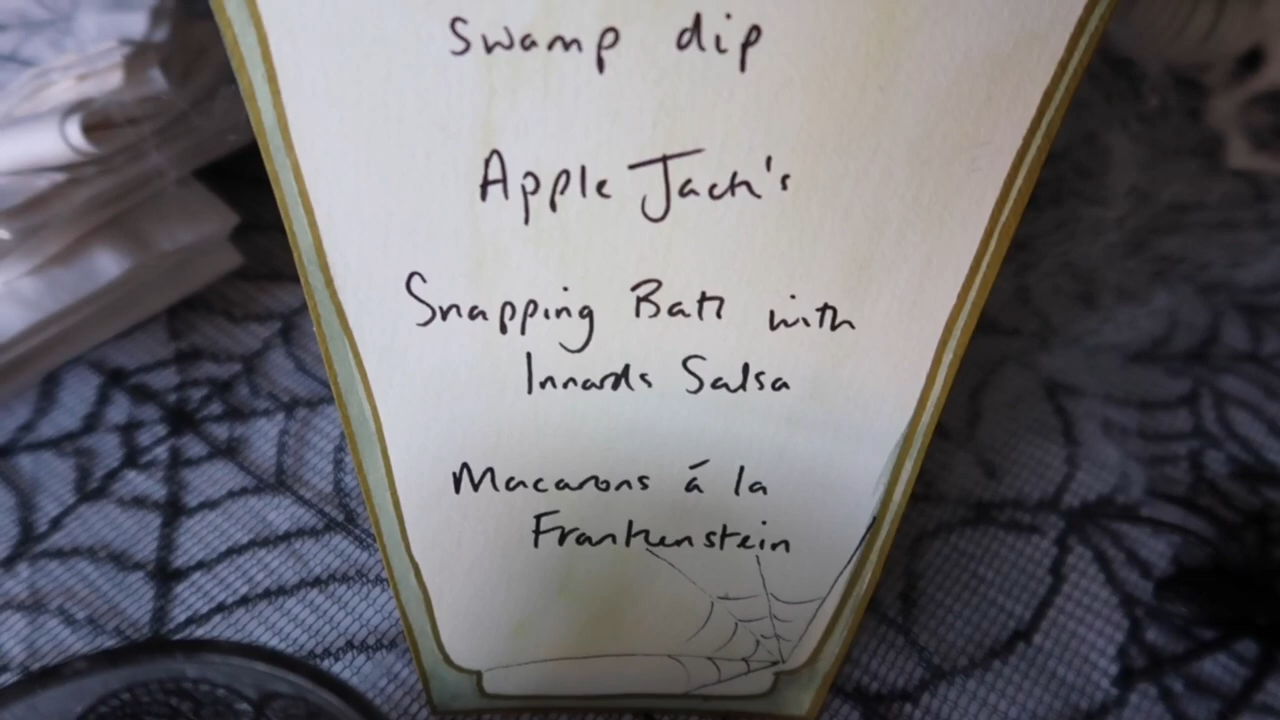 Swamp dip
Apple Jack's
Snapping Bats with
Innards Salsa
Macarons á la
Frankenstein